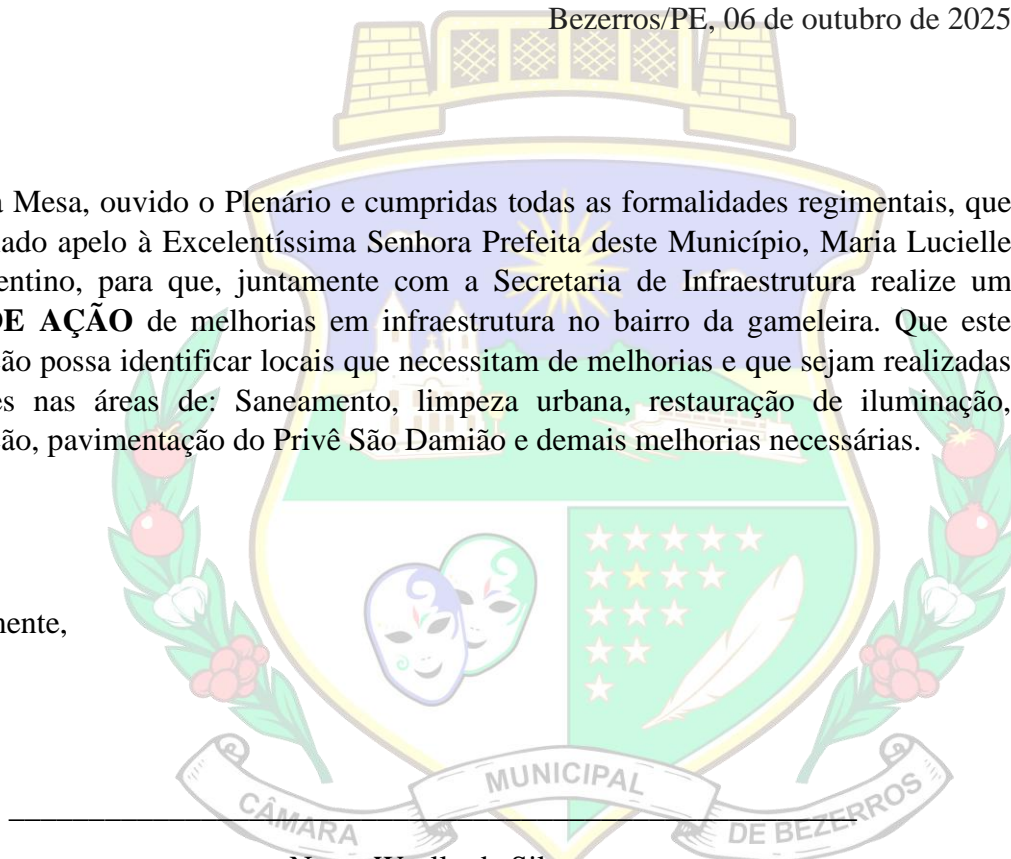 Bezerros/PE, 06 de outubro de 2025
a Mesa, ouvido o Plenário e cumpridas todas as formalidades regimentais, que
ado apelo à Excelentíssima Senhora Prefeita deste Município, Maria Lucielle
entino, para que, juntamente com a Secretaria de Infraestrutura realize um
DE AÇÃO de melhorias em infraestrutura no bairro da gameleira. Que este
ão possa identificar locais que necessitam de melhorias e que sejam realizadas
es nas áreas de: Saneamento, limpeza urbana, restauração de iluminação,
ão, pavimentação do Privê São Damião e demais melhorias necessárias.
mente,
CÂMARA MUNICIPAL DE BEZERROS